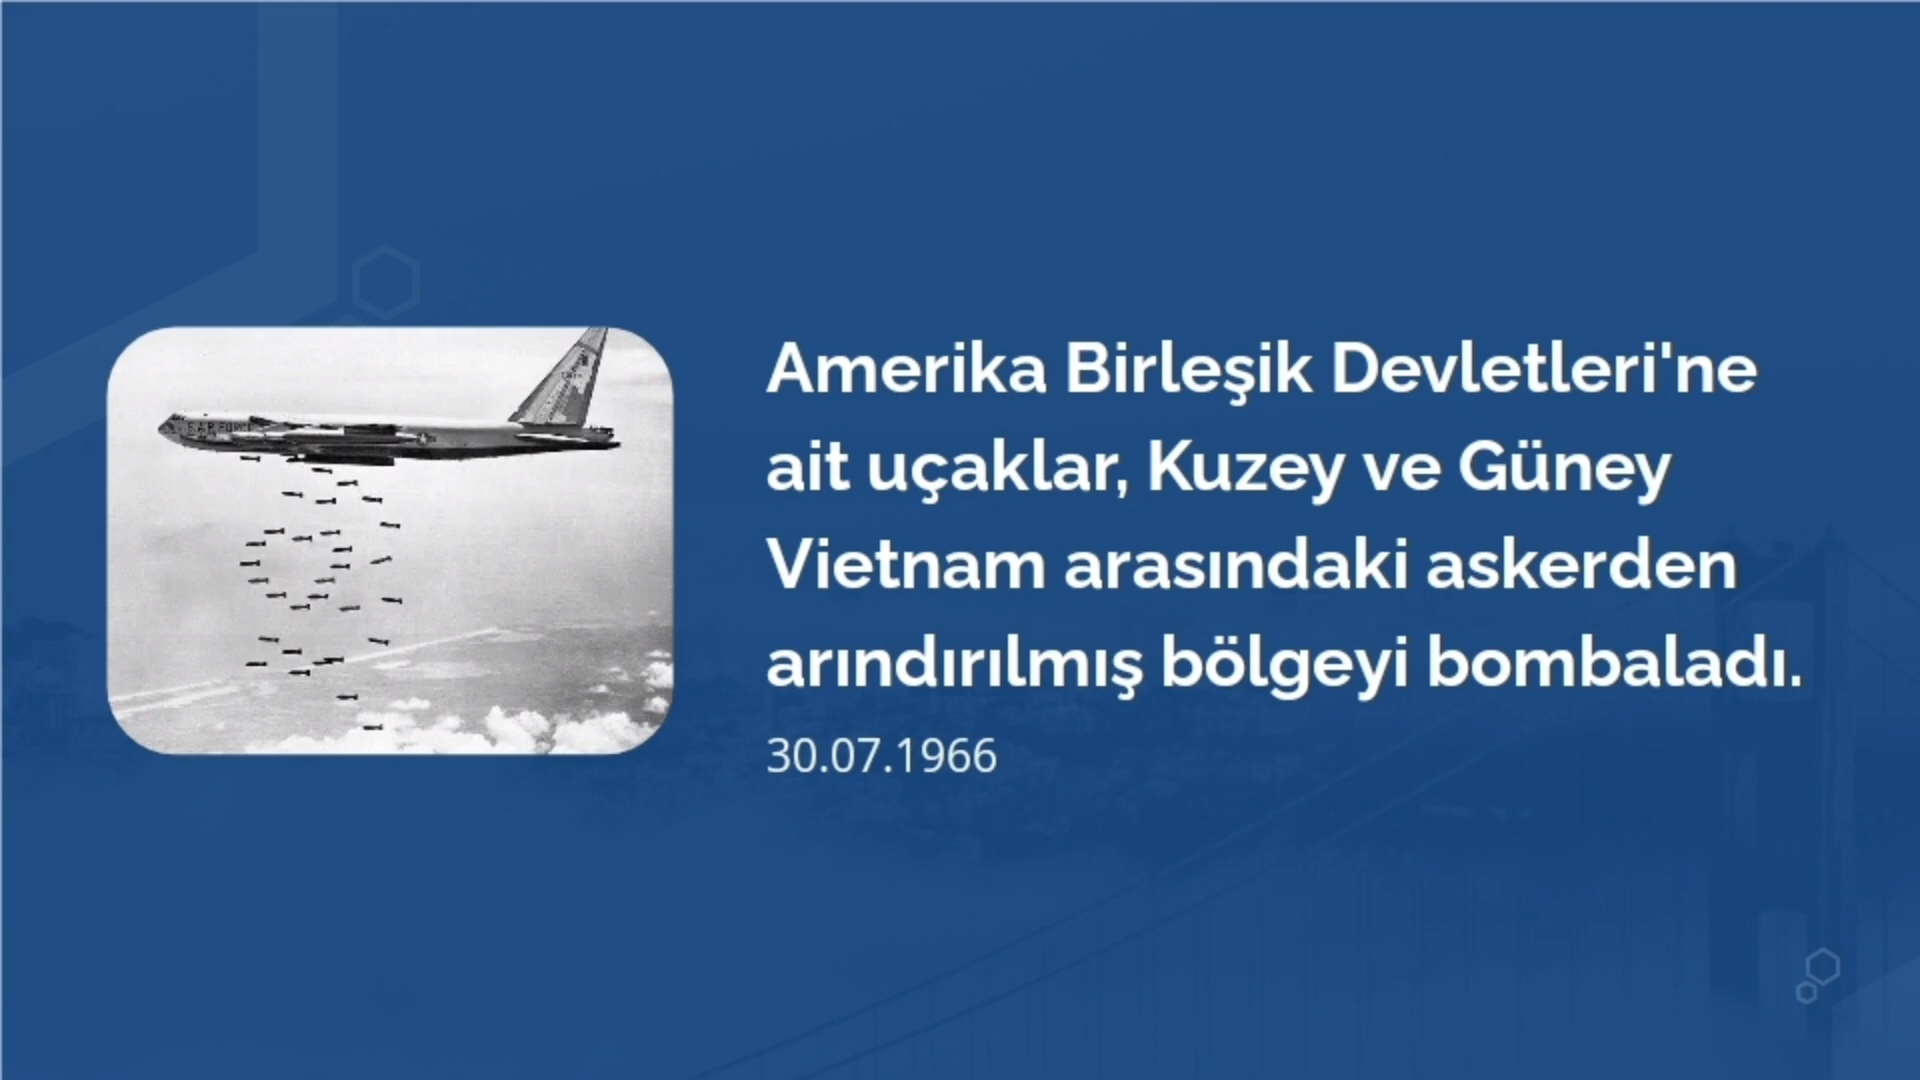 Amerika Birleşik Devletleri'ne
ait uçaklar, Kuzey ve Güney
Vietnam arasındaki askerden
arındırılmış bölgeyi bombaladı.
30.07.1966